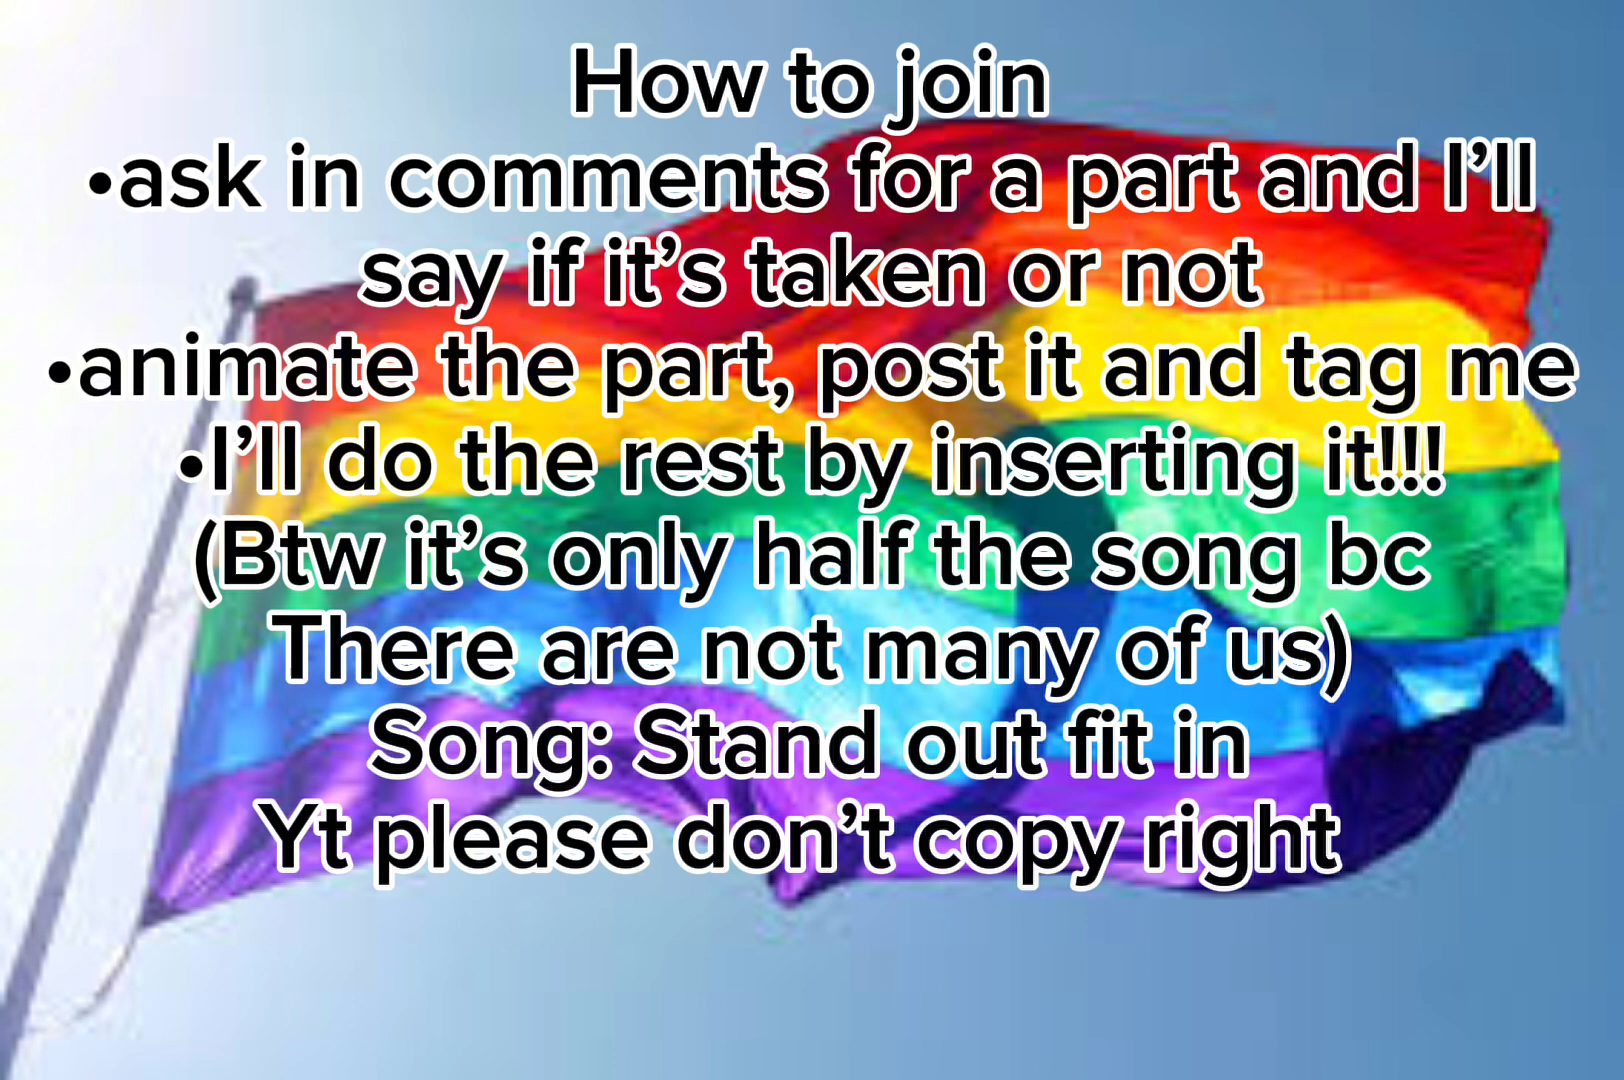 How to join
•ask in comments for a part and I’ll
say if it’s taken or not
•animate the part, post it and tag me
•I’ll do the rest by inserting it!!!
(Btw it’s only half the song bc
There are not many of us)
Song: Stand out fit in
Yt please don’t copy right